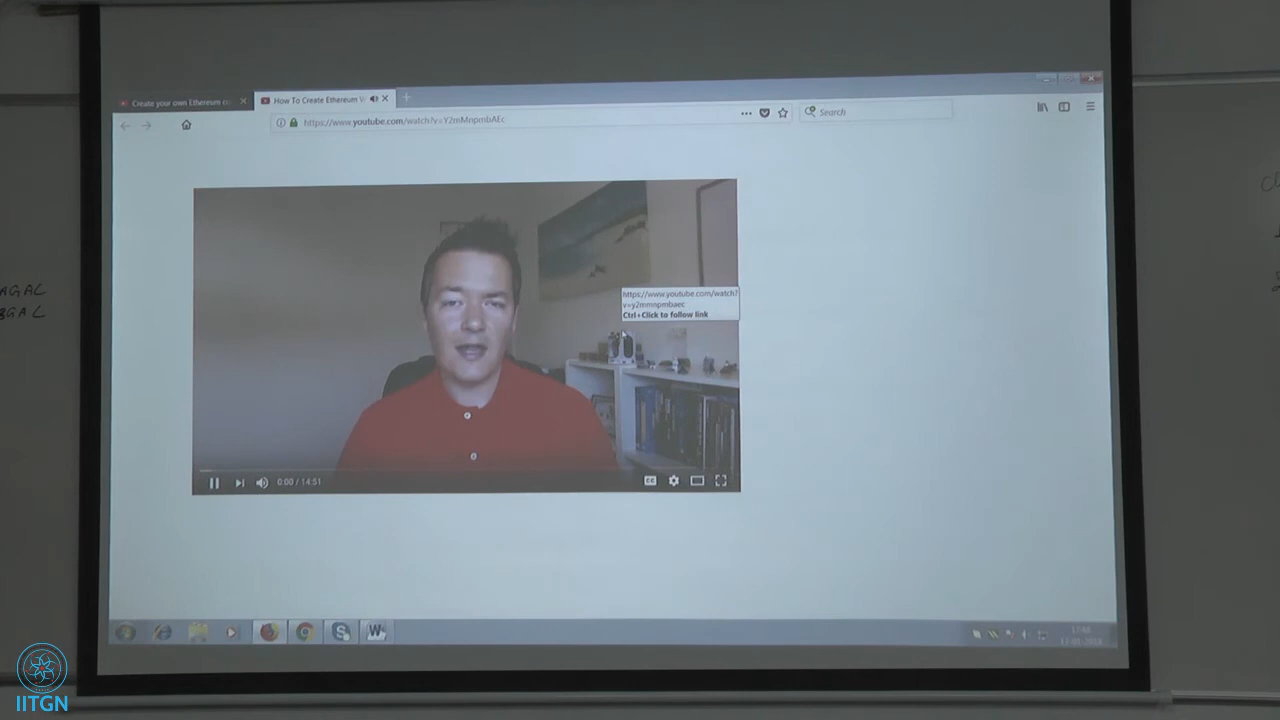 Create your own Ethereum
How To Create Ethereum
https://www.youtube.com/watch?v=Y2mMnpmbAEc
Search
https://www.youtube.com/watch?
v=y2mmnpmbaec
Ctrl+Click to follow link
0:00 / 14:51
CC
W
IITGN